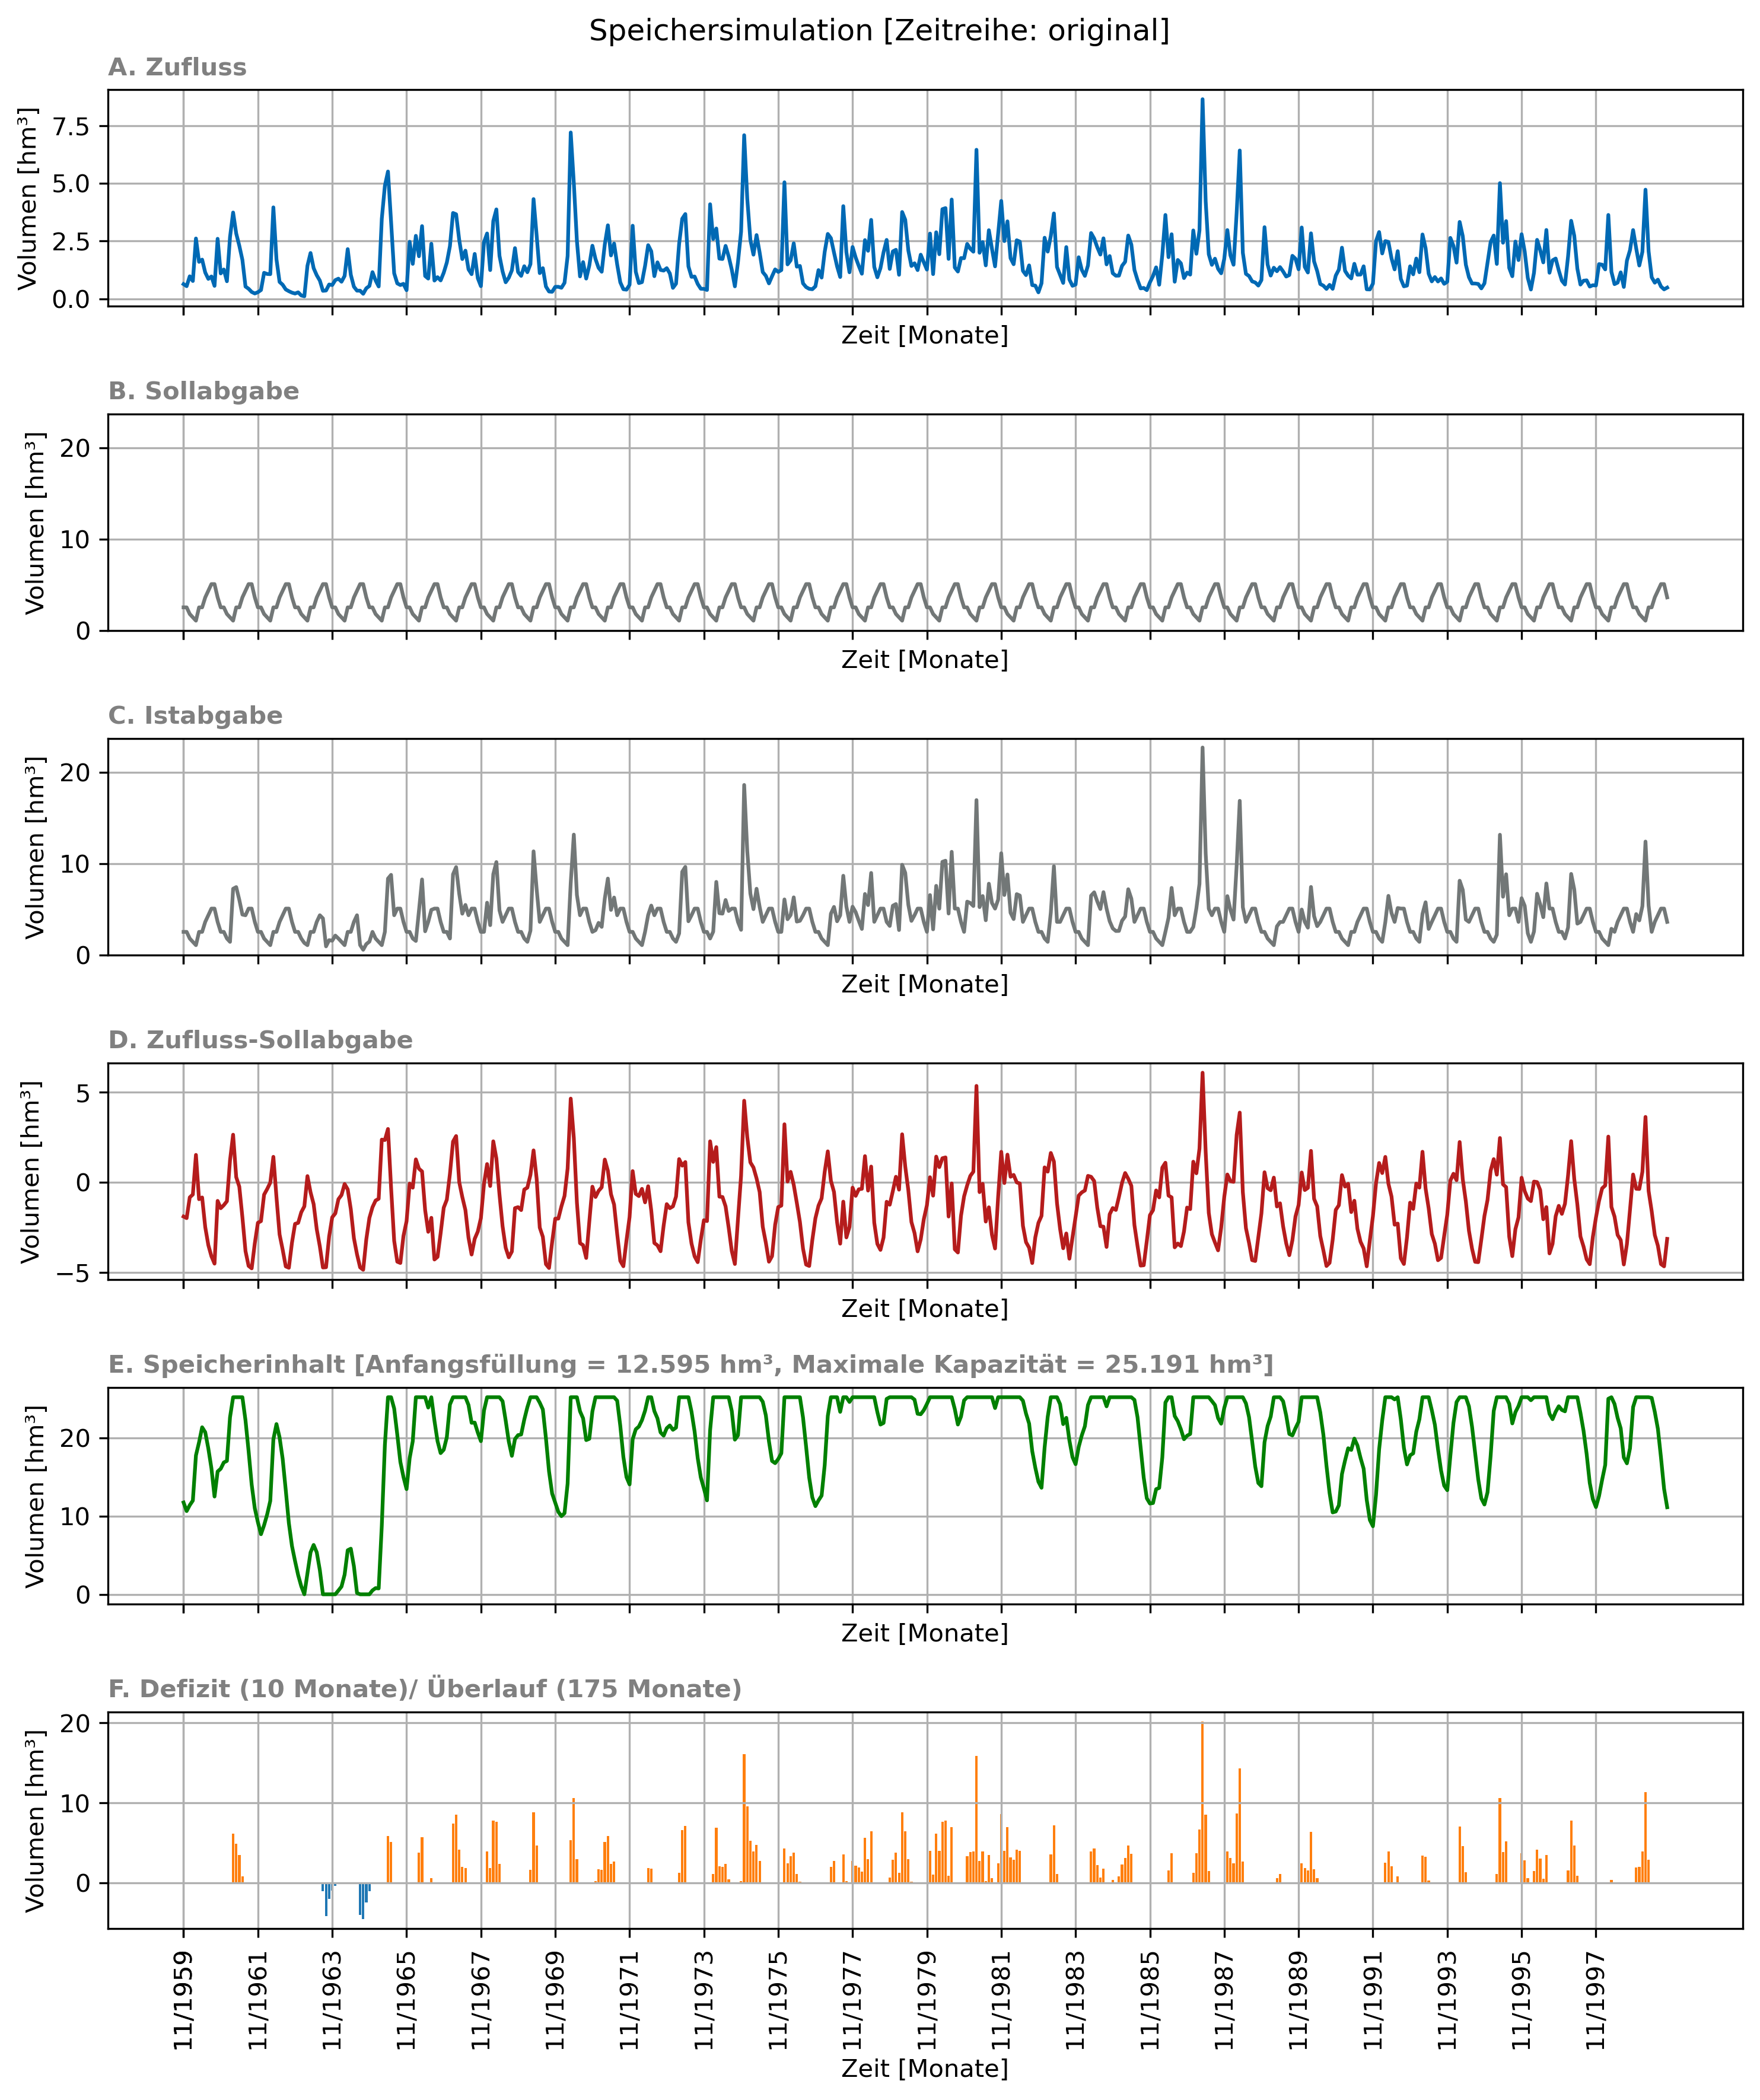 Speichersimulation [Zeitreihe: original]
A. Zufluss
Volumen [hm³]
7.5
5.0
2.5
0.0
Zeit [Monate]
B. Sollabgabe
Volumen [hm³]
20
10
0
Zeit [Monate]
C. Istabgabe
Volumen [hm³]
20
10
0
Zeit [Monate]
D. Zufluss-Sollabgabe
Volumen [hm³]
5
0
−5
Zeit [Monate]
E. Speicherinhalt [Anfangsfüllung = 12.595 hm³, Maximale Kapazität = 25.191 hm³]
Volumen [hm³]
20
10
0
Zeit [Monate]
F. Defizit (10 Monate)/ Überlauf (175 Monate)
Volumen [hm³]
20
10
0
11/1959
11/1961
11/1963
11/1965
11/1967
11/1969
11/1971
11/1973
11/1975
11/1977
11/1979
11/1981
11/1983
11/1985
11/1987
11/1989
11/1991
11/1993
11/1995
11/1997
Zeit [Monate]